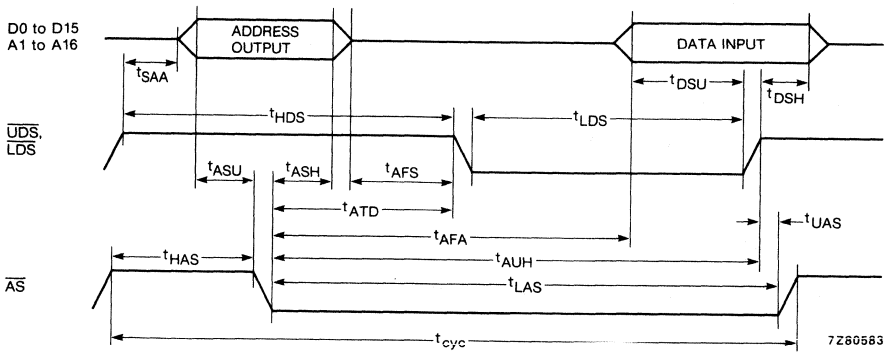 D0 to D15
A1 to A16
ADDRESS
OUTPUT
DATA INPUT
tSAA
tDSU
tDSH
tHDS
tLDS
UDS,
LDS
tASU
tASH
tAFS
tATD
tUAS
tAFA
tHAS
tAUH
AS
tLAS
tcyc
7Z80583